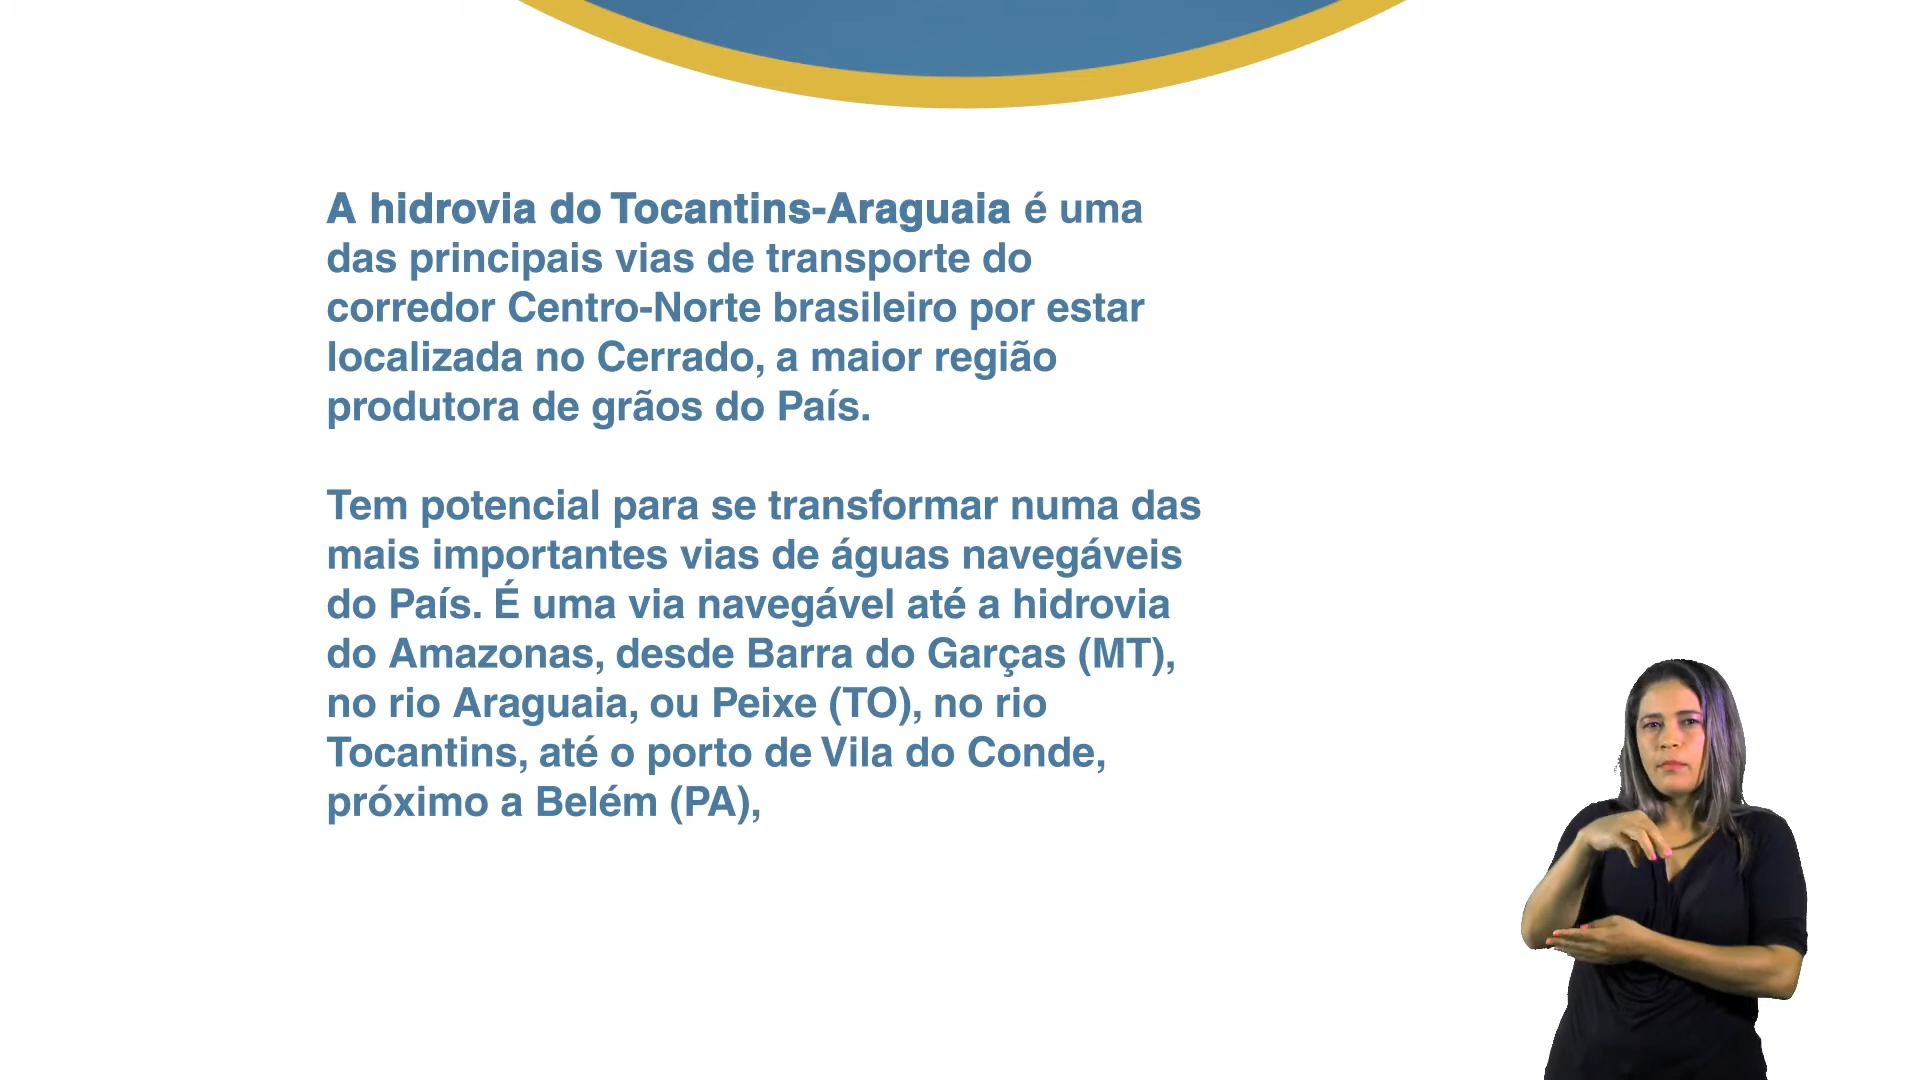 A hidrovia do Tocantins-Araguaia é uma
das principais vias de transporte do
corredor Centro-Norte brasileiro por estar
localizada no Cerrado, a maior região
produtora de grãos do País.
Tem potencial para se transformar numa das
mais importantes vias de águas navegáveis
do País. É uma via navegável até a hidrovia
do Amazonas, desde Barra do Garças (MT),
no rio Araguaia, ou Peixe (TO), no rio
Tocantins, até o porto de Vila do Conde,
próximo a Belém (PA),